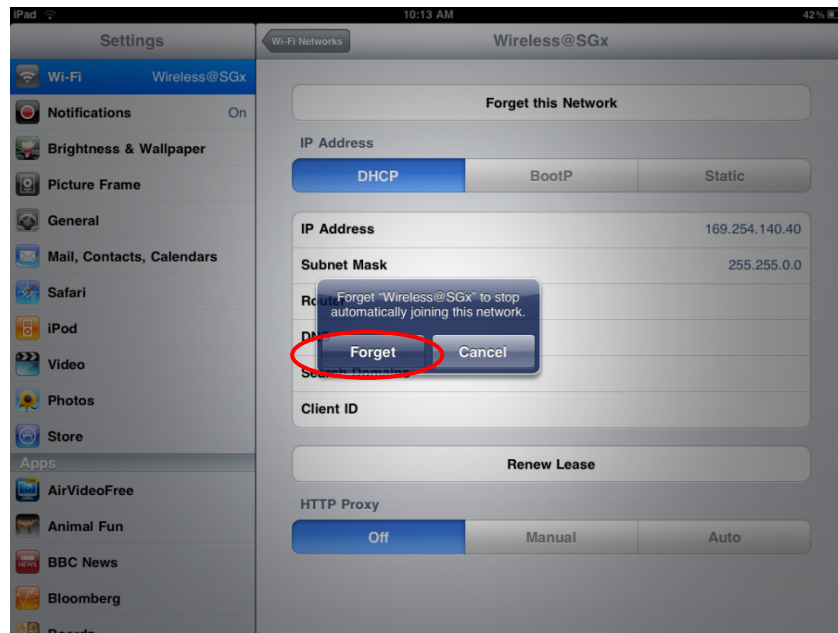 iPad 10:13 AM 42%
Settings
Wi-Fi Networks Wireless@SGx
Wi-Fi Wireless@SGx
Notifications On
Brightness & Wallpaper
Picture Frame
General
Mail, Contacts, Calendars
Safari
iPod
Video
Photos
Store
Apps
AirVideoFree
Animal Fun
BBC News
Bloomberg
Forget this Network
IP Address
DHCP BootP Static
IP Address 169.254.140.40
Subnet Mask 255.255.0.0
Router
DNS
Search Domains
Client ID
Forget “Wireless@SGx” to stop
automatically joining this network.
Forget Cancel
Renew Lease
HTTP Proxy
Off Manual Auto